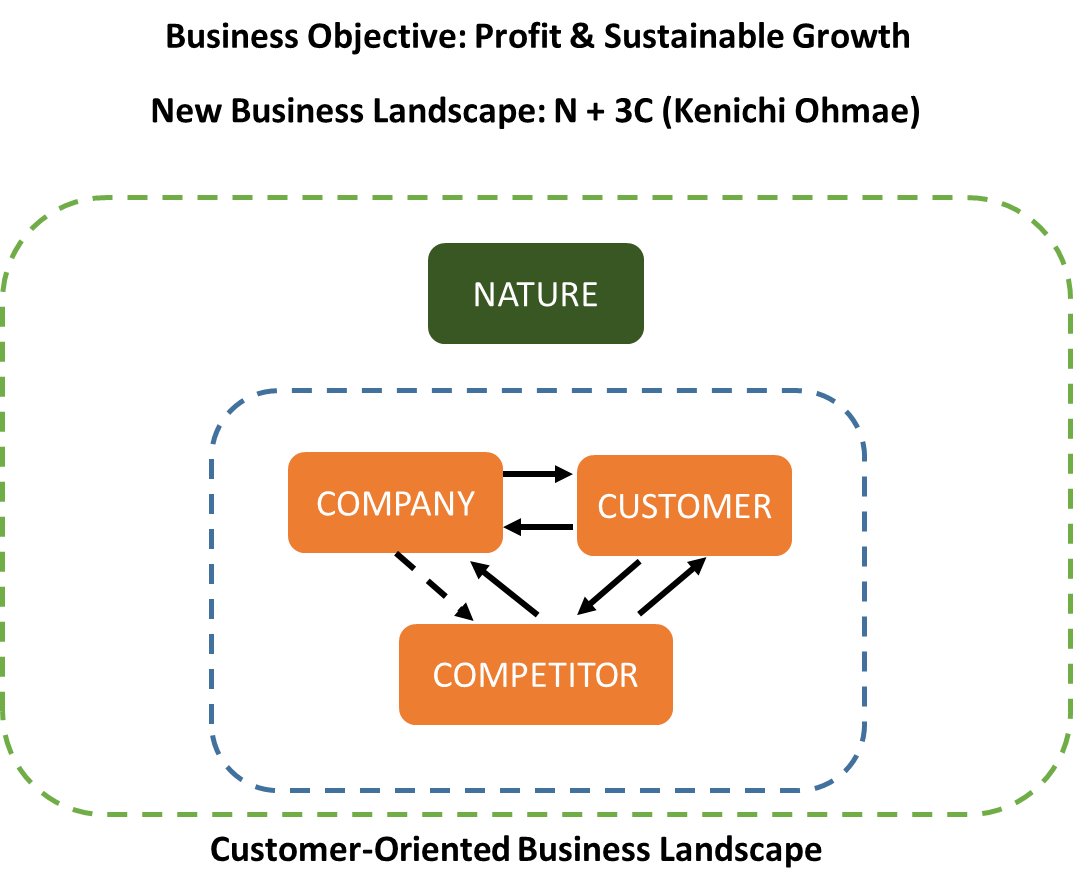 Business Objective: Profit & Sustainable Growth
New Business Landscape: N + 3C (Kenichi Ohmae)
NATURE
COMPANY
CUSTOMER
COMPETITOR
Customer-Oriented Business Landscape